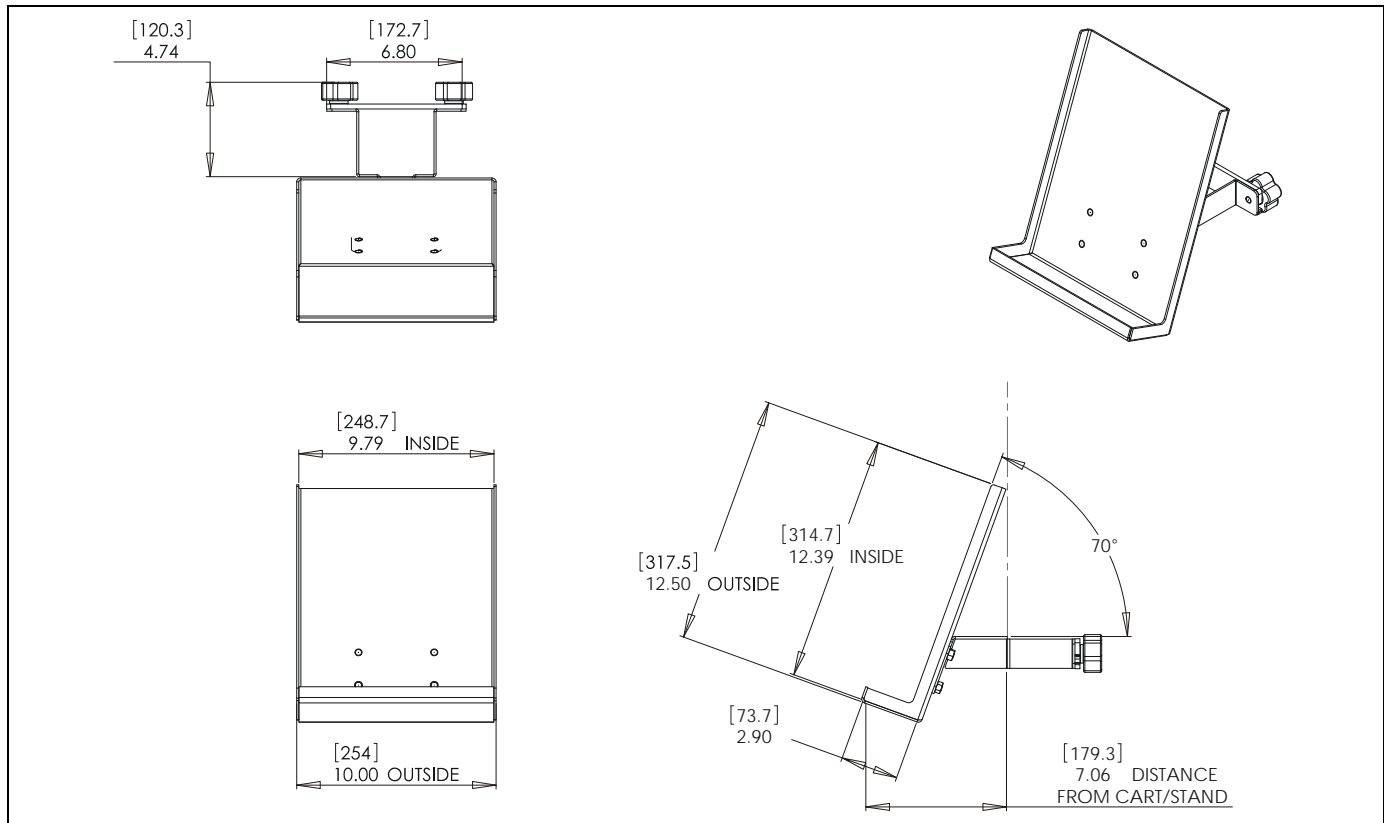 [120.3]
4.74
[172.7]
6.80
[248.7]
9.79 INSIDE
[254]
10.00 OUTSIDE
[317.5]
12.50 OUTSIDE
[314.7]
12.39 INSIDE
70°
[73.7]
2.90
[179.3]
7.06 DISTANCE
FROM CART/STAND